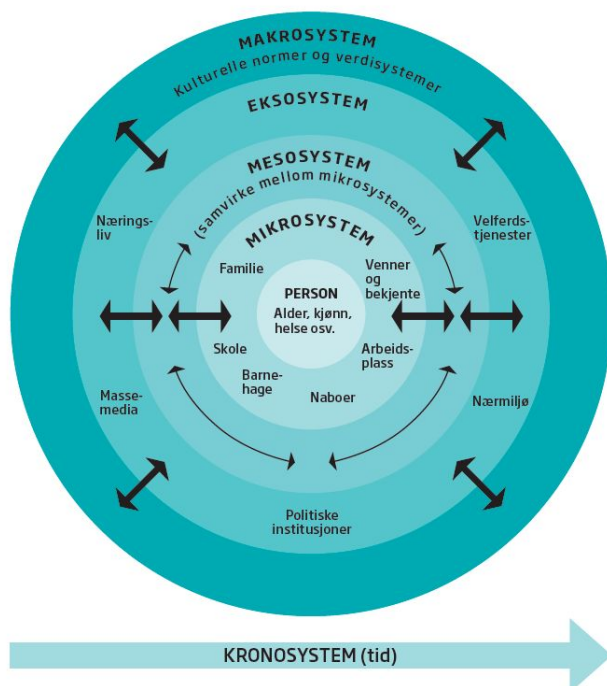 MAKROSYSTEM
Kulturelle normer og verdisystemer
EKSOSYSTEM
MESOSYSTEM
(samvirke mellom mikrosystemer)
MIKROSYSTEM
Nærings-
liv
Velferds-
tjenester
Familie
Venner
og
bekjente
PERSON
Alder, kjønn,
helse osv.
Skole
Arbeids-
plass
Barne-
hage
Naboer
Masse-
media
Nærmiljø
Politiske
institusjoner
KRONOSYSTEM (tid)